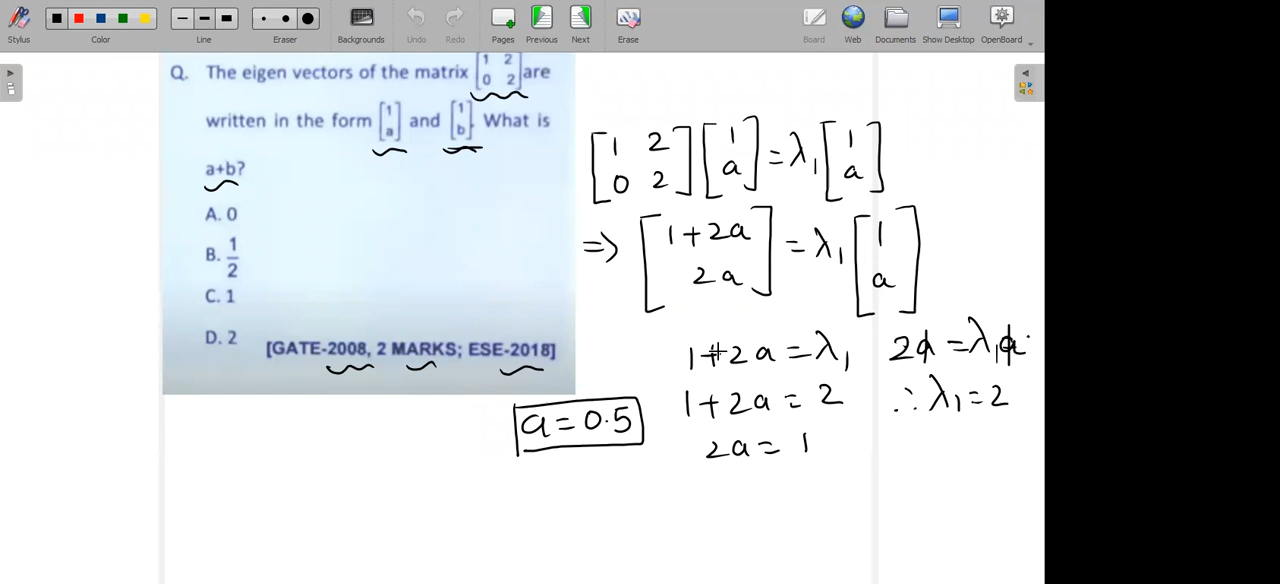 Stylus Color Line Eraser Backgrounds Undo Redo Pages Previous Next Erase Board Web Documents Show Desktop OpenBoard
Q. The eigen vectors of the matrix [1 2
0 2] are
written in the form [1
a] and [1
b]. What is
a+b?
A. 0
B. 1/2
C. 1
D. 2
[GATE-2008, 2 MARKS; ESE-2018]
[1 2
0 2] [1
a] = λ₁ [1
a]
=> [1+2a
2a] = λ₁ [1
a]
1+2a = λ₁ 2a = λ₁a.
1+2a = 2 ∴ λ₁ = 2
2a = 1
a = 0.5